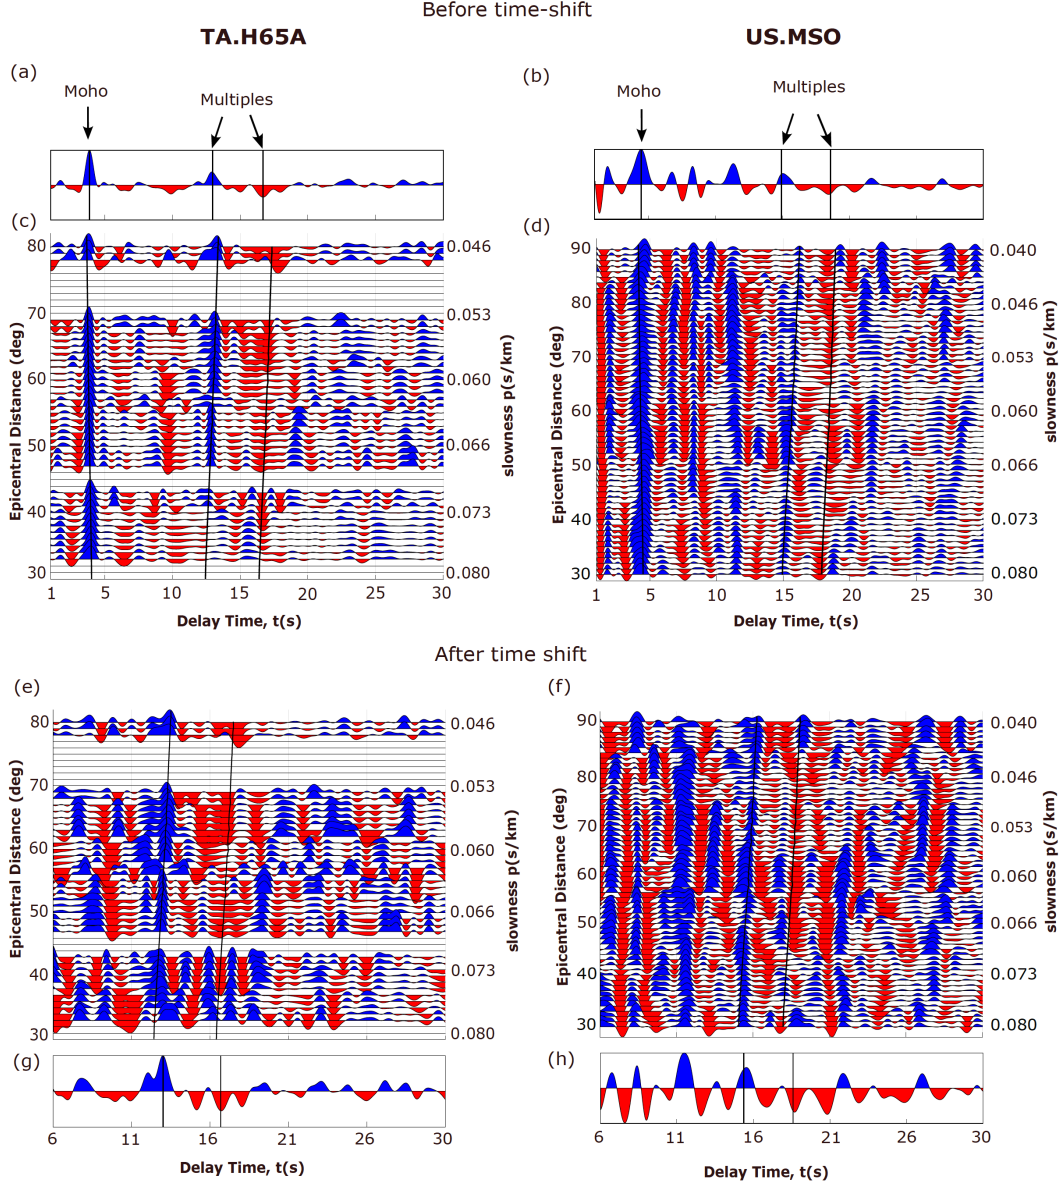 Before time-shift
TA.H65A
US.MSO
(a)
Moho
Multiples
(b)
Moho
Multiples
(c)
80
70
60
50
40
30
Epicentral Distance (deg)
0.046
0.053
0.060
0.066
0.073
0.080
slowness p(s/km)
1 5 10 15 20 25 30
Delay Time, t(s)
(d)
90
80
70
60
50
40
30
Epicentral Distance (deg)
0.040
0.046
0.053
0.060
0.066
0.073
0.080
slowness p(s/km)
1 5 10 15 20 25 30
Delay Time, t(s)
After time shift
(e)
80
70
60
50
40
30
Epicentral Distance (deg)
0.046
0.053
0.060
0.066
0.073
0.080
slowness p(s/km)
(f)
90
80
70
60
50
40
30
Epicentral Distance (deg)
0.040
0.046
0.053
0.060
0.066
0.073
0.080
slowness p(s/km)
(g)
6 11 16 21 26 30
Delay Time, t(s)
(h)
6 11 16 21 26 30
Delay Time, t(s)